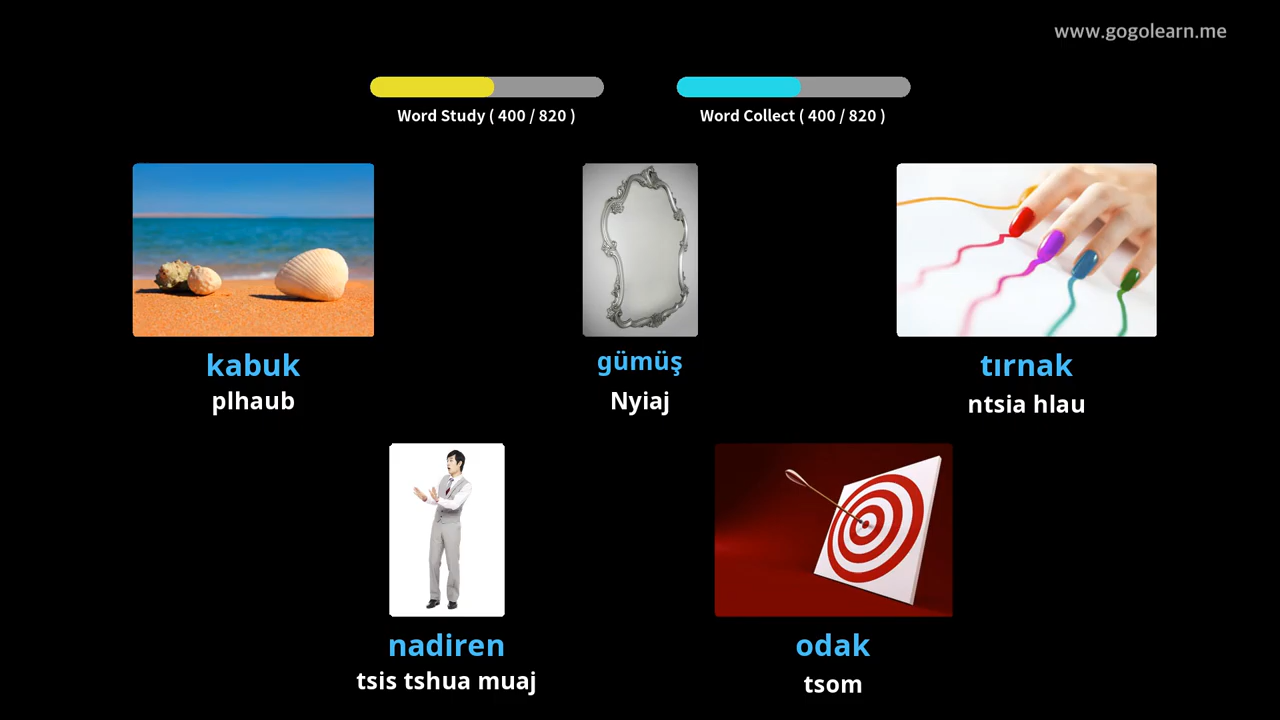 www.gogolearn.me
Word Study ( 400 / 820 )
Word Collect ( 400 / 820 )
kabuk
plhaub
gümüş
Nyiaj
tırnak
ntsia hlau
nadiren
tsis tshua muaj
odak
tsom